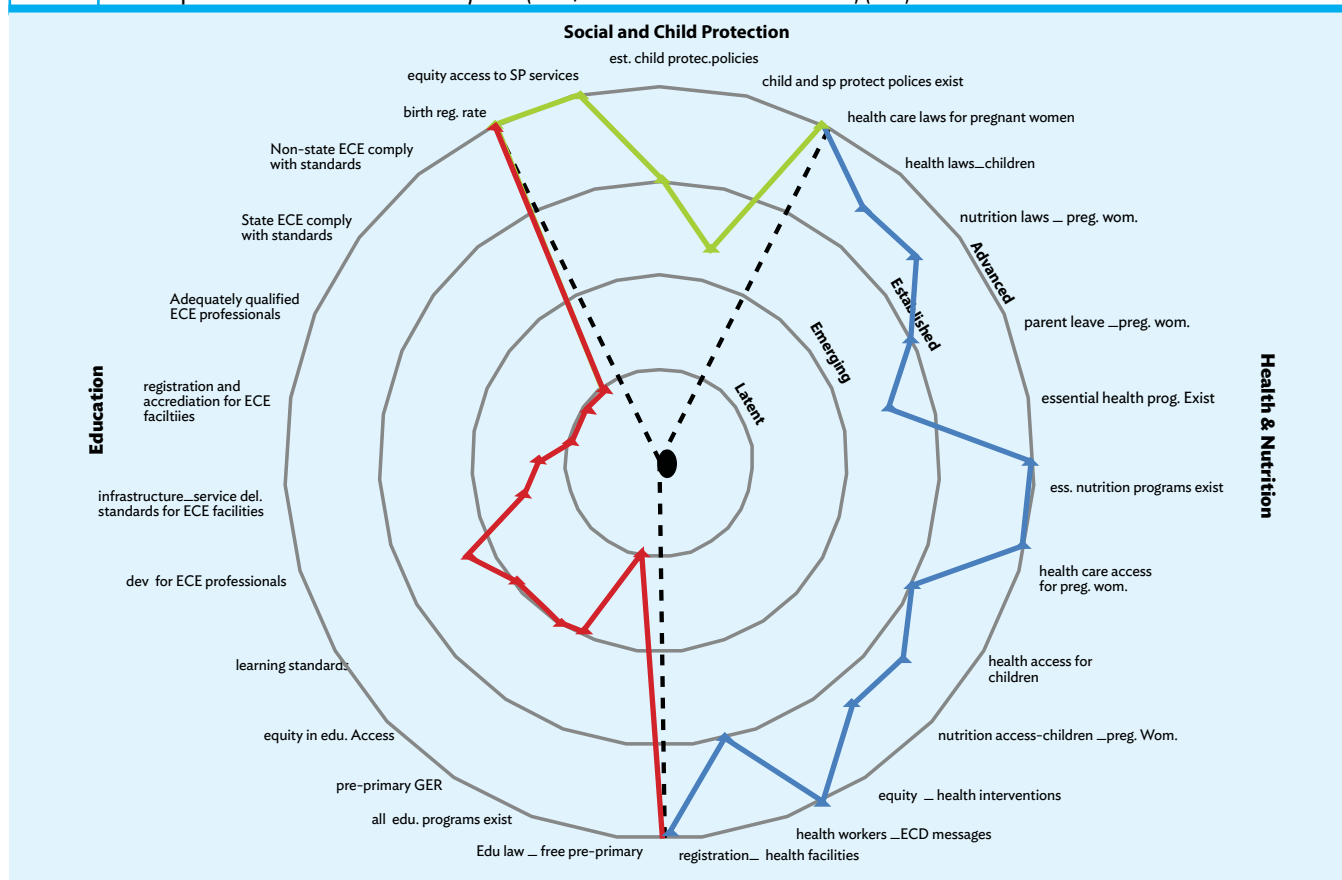 Social and Child Protection
est. child protec.policies
equity access to SP services
child and sp protect polices exist
birth reg. rate
health care laws for pregnant women
Non-state ECE comply
with standards
health laws_children
State ECE comply
with standards
nutrition laws _ preg. wom.
Advanced
Established
Emerging
Latent
Adequately qualified
ECE professionals
parent leave _preg. wom.
Education
registration and
accrediation for ECE
faciltiies
essential health prog. Exist
Health & Nutrition
infrastructure_service del.
standards for ECE facilities
ess. nutrition programs exist
dev for ECE professionals
health care access
for preg. wom.
learning standards
health access for
children
equity in edu. Access
nutrition access-children _preg. Wom.
pre-primary GER
equity _ health interventions
all edu. programs exist
health workers _ECD messages
Edu law _ free pre-primary
registration_ health facilities